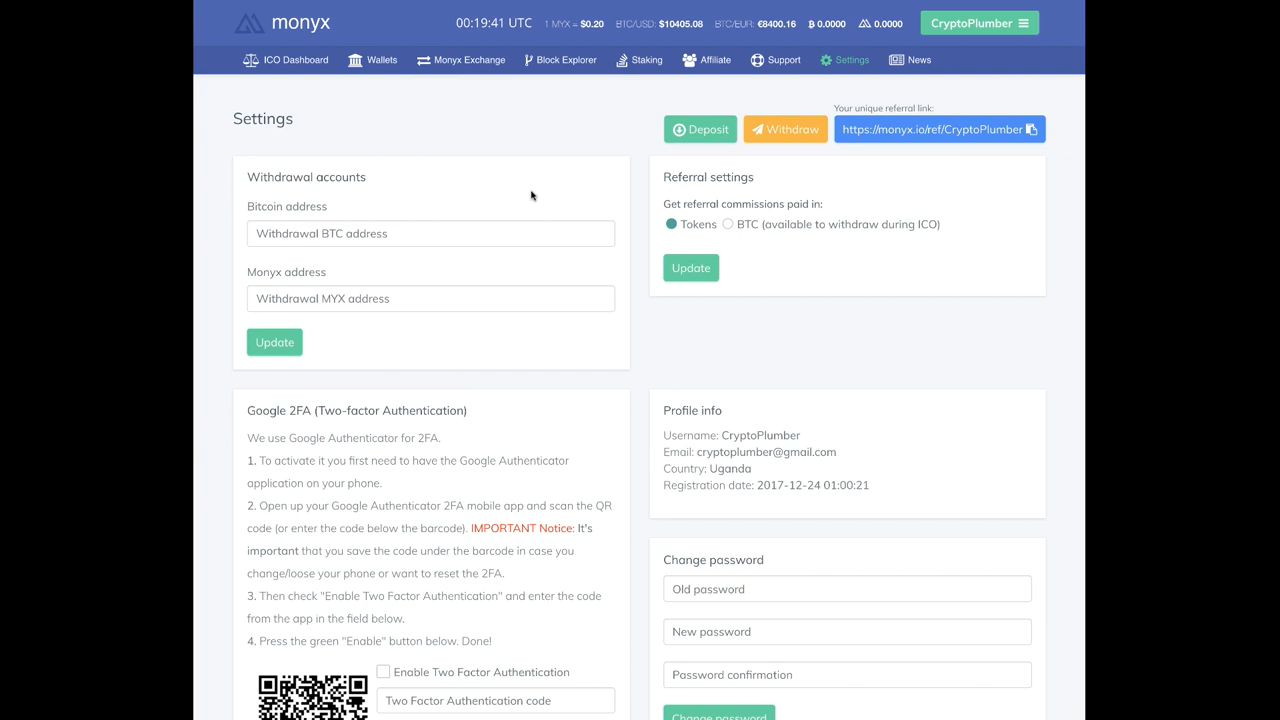 monyx
00:19:41 UTC 1 MYX = $0.20 BTC/USD: $10405.08 BTC/EUR: €8400.16 ₿ 0.0000 0.0000 CryptoPlumber
ICO Dashboard Wallets Monyx Exchange Block Explorer Staking Affiliate Support Settings News
Settings
Your unique referral link:
Deposit Withdraw https://monyx.io/ref/CryptoPlumber
Withdrawal accounts
Bitcoin address
Withdrawal BTC address
Monyx address
Withdrawal MYX address
Update
Referral settings
Get referral commissions paid in:
Tokens BTC (available to withdraw during ICO)
Update
Google 2FA (Two-factor Authentication)
We use Google Authenticator for 2FA.
1. To activate it you first need to have the Google Authenticator
application on your phone.
2. Open up your Google Authenticator 2FA mobile app and scan the QR
code (or enter the code below the barcode). IMPORTANT Notice: It's
important that you save the code under the barcode in case you
change/loose your phone or want to reset the 2FA.
3. Then check "Enable Two Factor Authentication" and enter the code
from the app in the field below.
4. Press the green "Enable" button below. Done!
Enable Two Factor Authentication
Two Factor Authentication code
Profile info
Username: CryptoPlumber
Email: cryptoplumber@gmail.com
Country: Uganda
Registration date: 2017-12-24 01:00:21
Change password
Old password
New password
Password confirmation
Change password